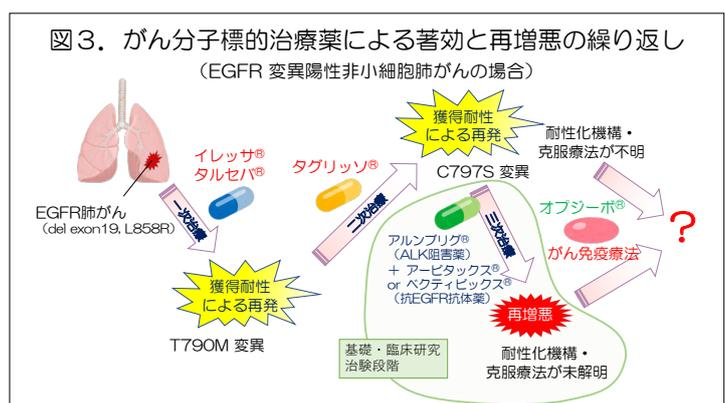 図３．がん分子標的治療薬による著効と再増悪の繰り返し
（EGFR 変異陽性非小細胞肺がんの場合）
イレッサ®
タルセバ®
EGFR肺がん
（del exon19, L858R）
一次治療
獲得耐性
による再発
T790M 変異
タグリッソ®
二次治療
獲得耐性
による再発
C797S 変異
耐性化機構・
克服療法が不明
アルンブリグ®
（ALK阻害薬）
＋ アービタックス®
or ベクティビックス®
（抗EGFR抗体薬）
三次治療
オプジーボ®
がん免疫療法
?
再増悪
耐性化機構・
克服療法が未解明
基礎・臨床研究
治験段階